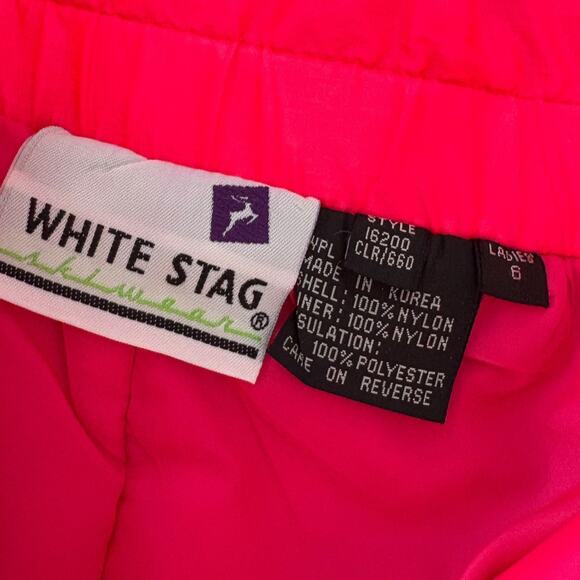 WHITE STAG
skiwear ®
STYLE
16200
CLR/660
LADIES
6
MADE IN KOREA
SHELL: 100% NYLON
100% NYLON
100% POLYESTER
CARE ON REVERSE